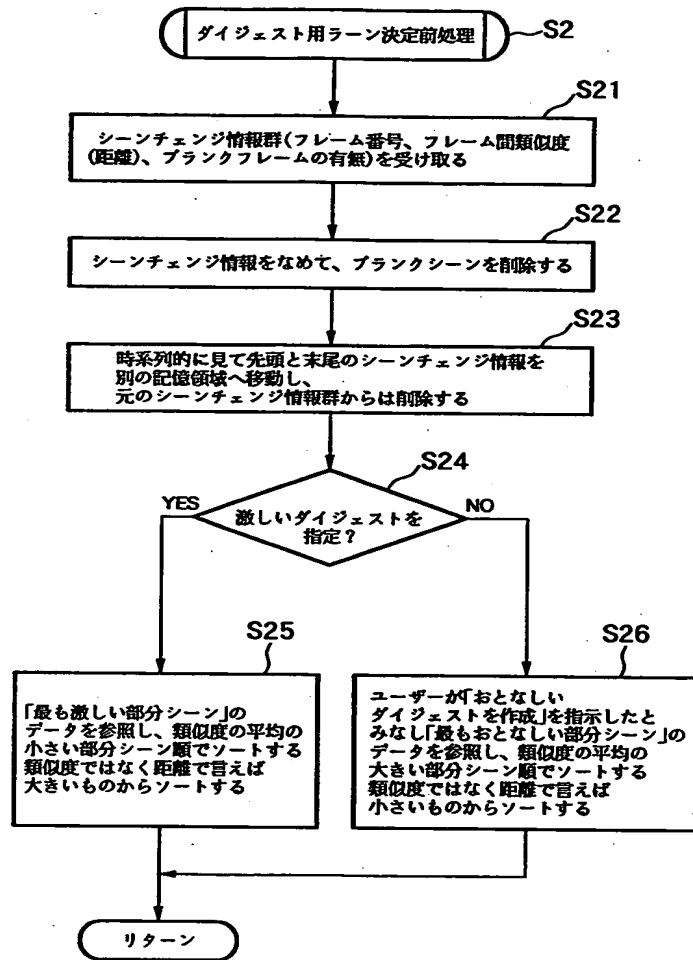 ダイジェスト用ラーン決定前処理
S2
S21
シーンチェンジ情報群(フレーム番号、フレーム間類似度
(距離)、ブランクフレームの有無)を受け取る
S22
シーンチェンジ情報をなめて、ブランクシーンを削除する
S23
時系列的に見て先頭と末尾のシーンチェンジ情報を
別の記憶領域へ移動し、
元のシーンチェンジ情報群からは削除する
S24
YES
NO
激しいダイジェストを
指定?
S25
「最も激しい部分シーン」の
データを参照し、類似度の平均の
小さい部分シーン順でソートする
類似度ではなく距離で言えば
大きいものからソートする
S26
ユーザーが「おとなしい
ダイジェストを作成」を指示したと
みなし「最もおとなしい部分シーン」の
データを参照し、類似度の平均の
大きい部分シーン順でソートする
類似度ではなく距離で言えば
小さいものからソートする
リターン